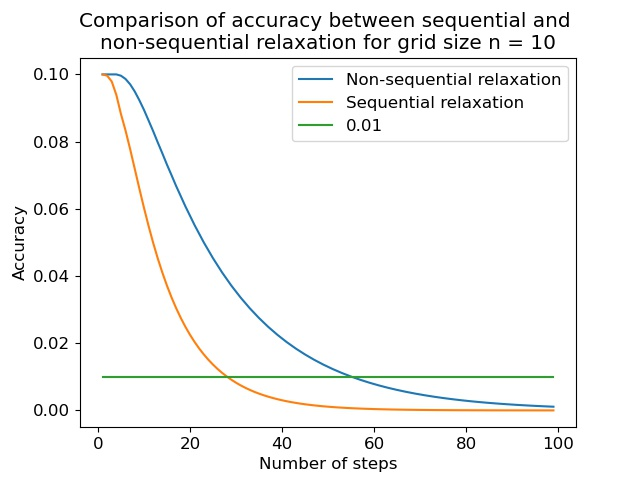 Comparison of accuracy between sequential and
non-sequential relaxation for grid size n = 10
Non-sequential relaxation
Sequential relaxation
0.01
Accuracy
0.10
0.08
0.06
0.04
0.02
0.00
0 20 40 60 80 100
Number of steps